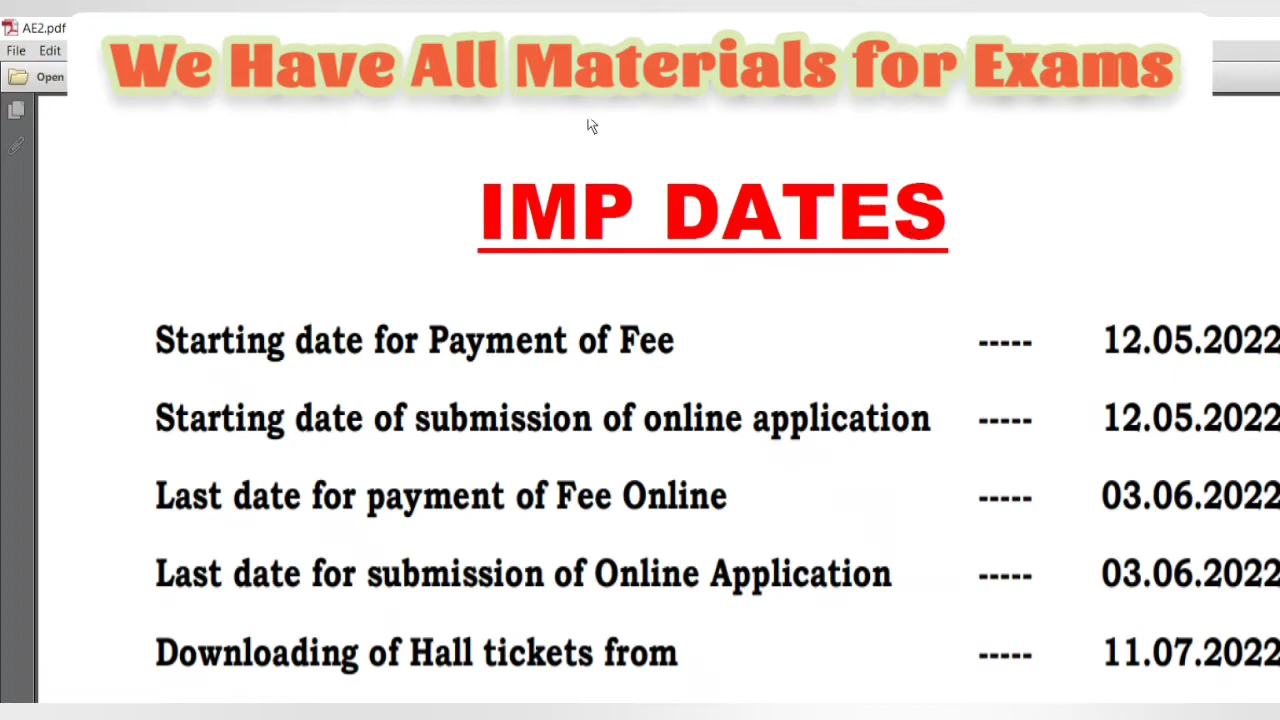 AE2.pdf
We Have All Materials for Exams
File Edit
Open
IMP DATES
Starting date for Payment of Fee ----- 12.05.2022
Starting date of submission of online application ----- 12.05.2022
Last date for payment of Fee Online ----- 03.06.2022
Last date for submission of Online Application ----- 03.06.2022
Downloading of Hall tickets from ----- 11.07.2022